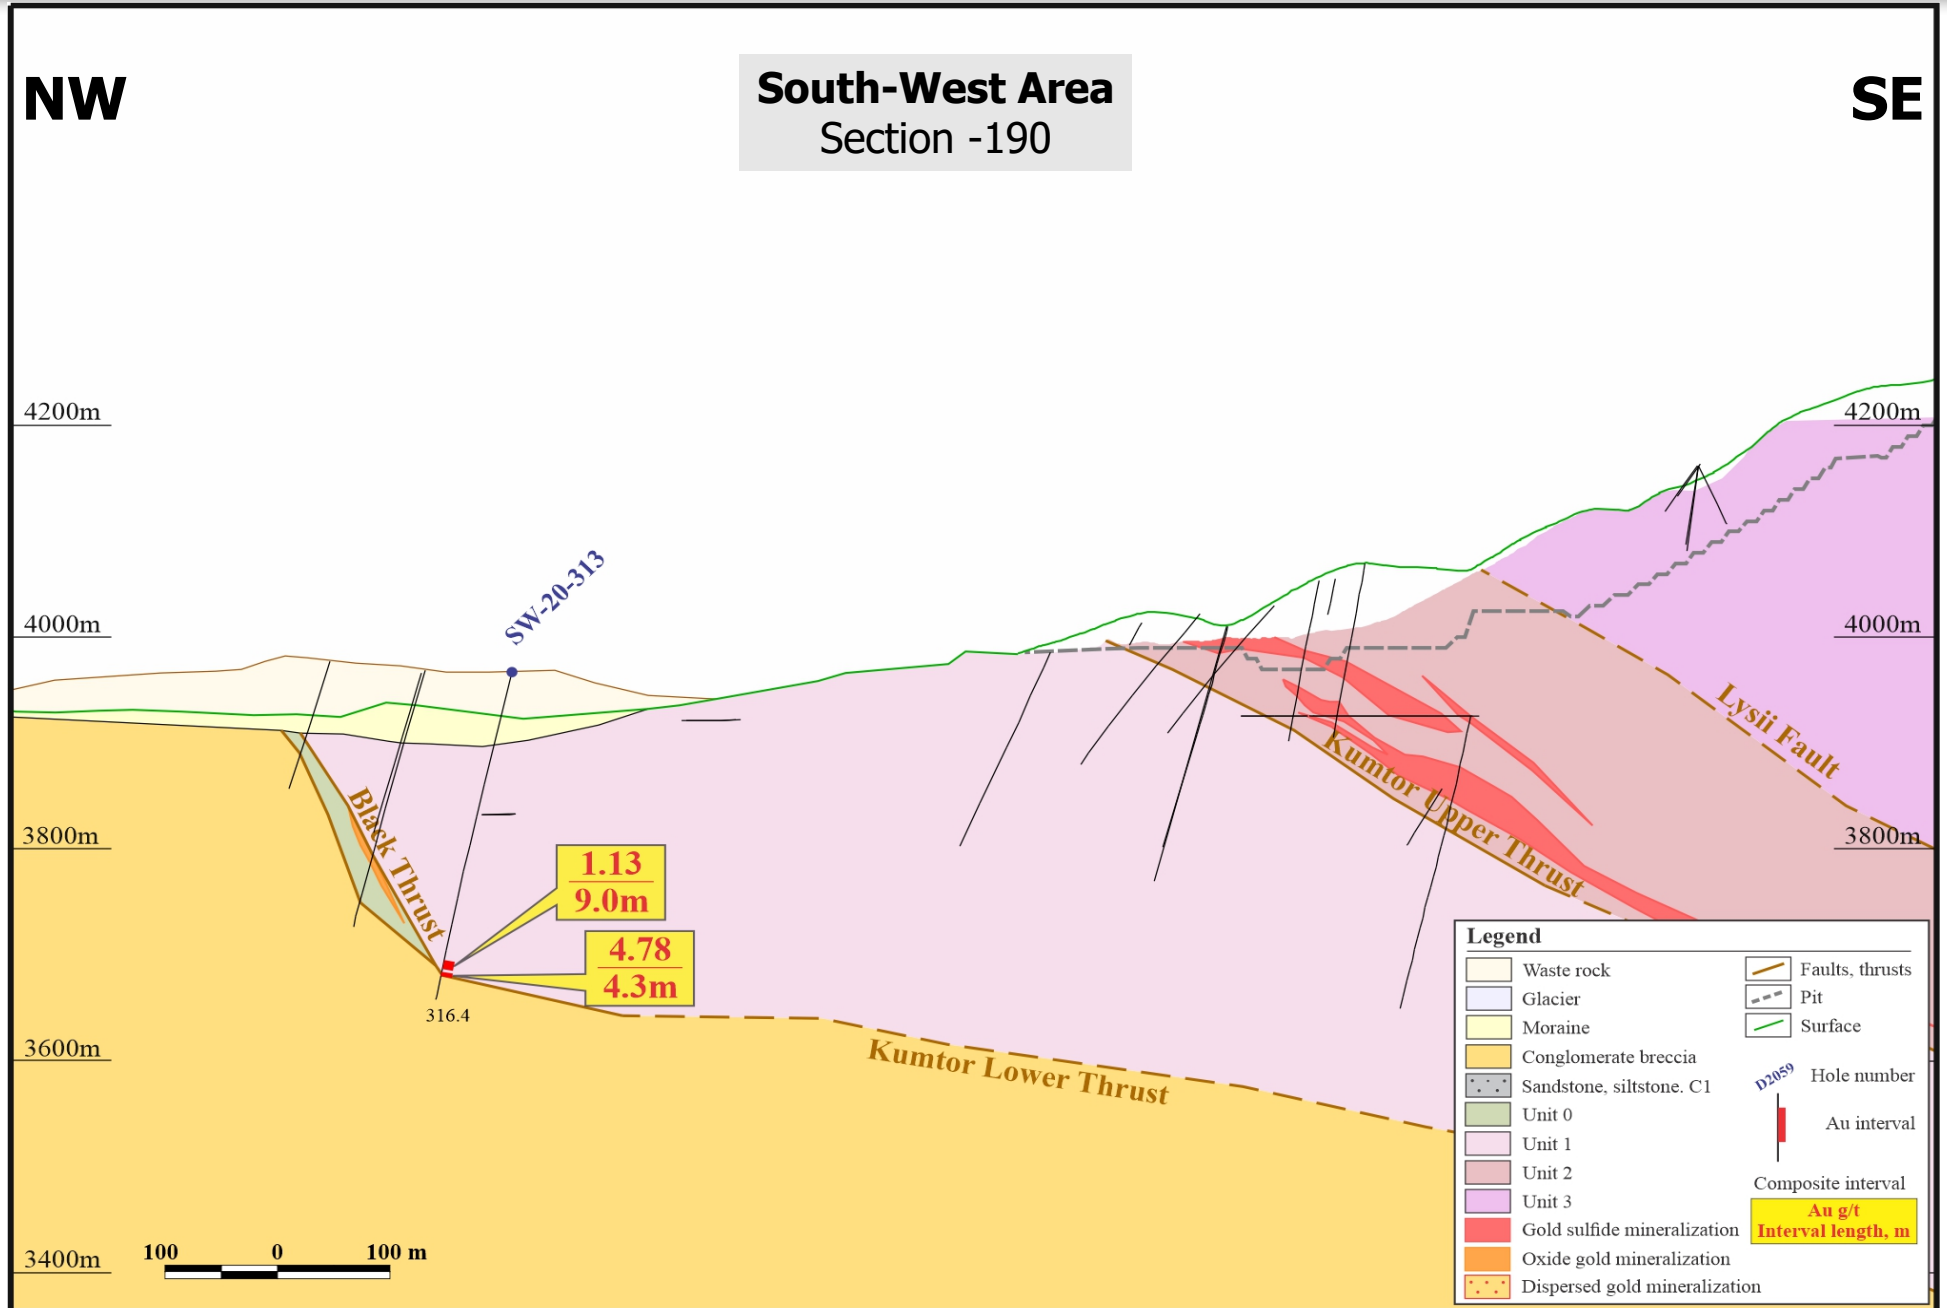 NW
South-West Area
Section -190
SE
4200m
4200m
SW-20-313
4000m
4000m
Lysii Fault
Kumtor Upper Thrust
Black Thrust
3800m
3800m
1.13
9.0m
4.78
4.3m
316.4
Kumtor Lower Thrust
3600m
3400m
100 0 100 m
Legend
Waste rock
Glacier
Moraine
Conglomerate breccia
Sandstone, siltstone. C1
Unit 0
Unit 1
Unit 2
Unit 3
Gold sulfide mineralization
Oxide gold mineralization
Dispersed gold mineralization
Faults, thrusts
Pit
Surface
D2059
Hole number
Au interval
Composite interval
Au g/t
Interval length, m